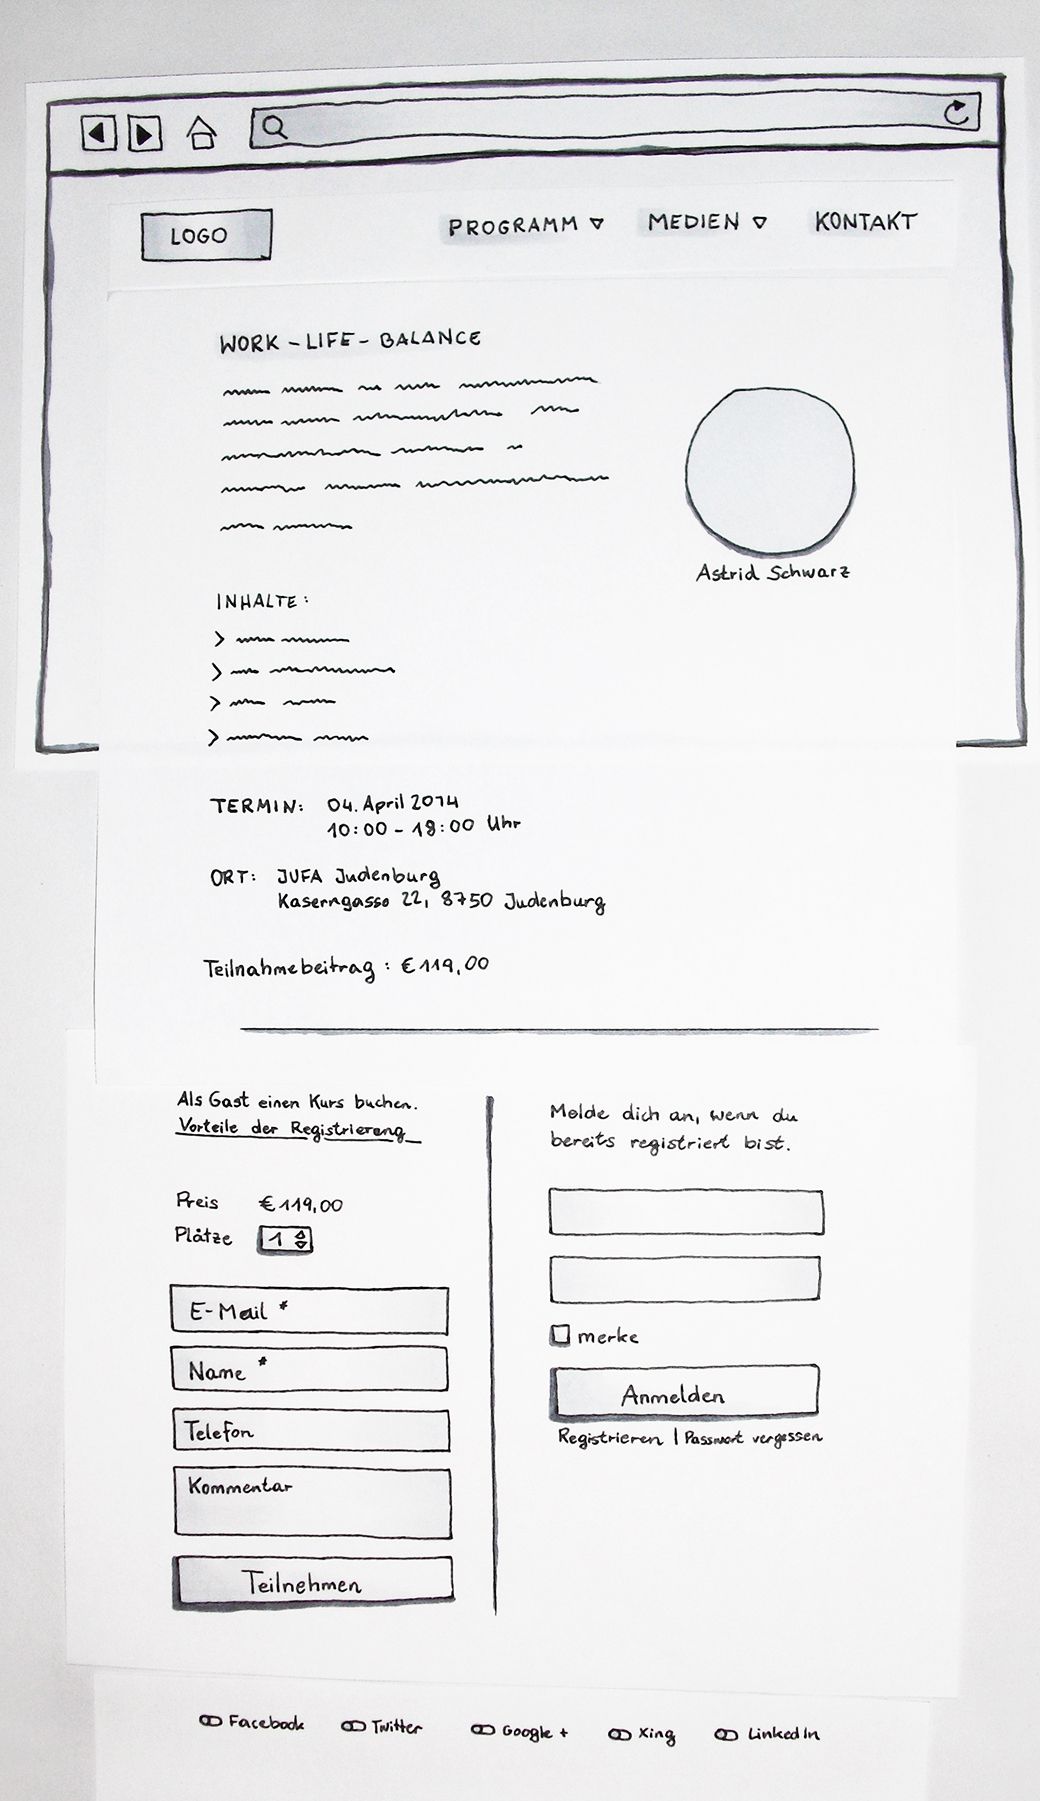 LOGO
PROGRAMM ▽ MEDIEN ▽ KONTAKT
WORK-LIFE-BALANCE
Astrid Schwarz
INHALTE:
TERMIN: 04. April 2014
10:00 - 18:00 Uhr
ORT: JUFA Judenburg
Kaserngasse 22, 8750 Judenburg
Teilnahmebeitrag: €119,00
Als Gast einen Kurs buchen.
Vorteile der Registrierung
Preis €119,00
Plätze 1
E-Mail *
Name *
Telefon
Kommentar
Teilnehmen
Melde dich an, wenn du
bereits registriert bist.
merke
Anmelden
Registrieren | Passwort vergessen
Facebook Twitter Google + Xing LinkedIn